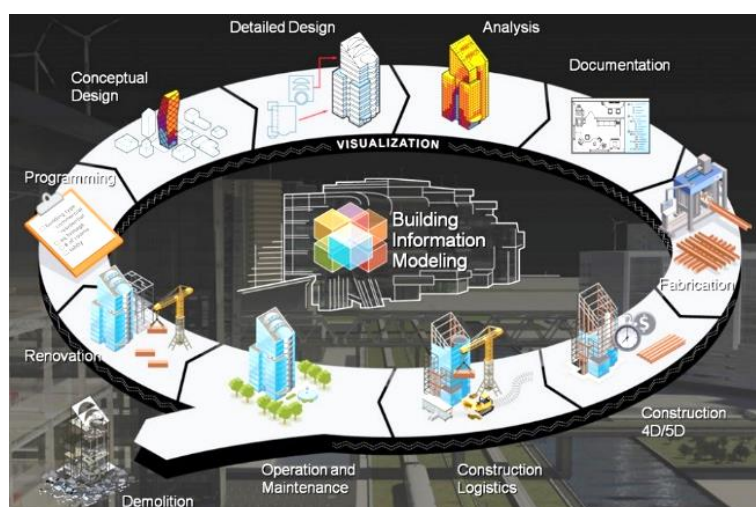 Detailed Design
Analysis
Conceptual
Design
Documentation
VISUALIZATION
Programming
Building
Information
Modeling
Fabrication
Renovation
Construction
4D/5D
Operation and
Maintenance
Construction
Logistics
Demolition